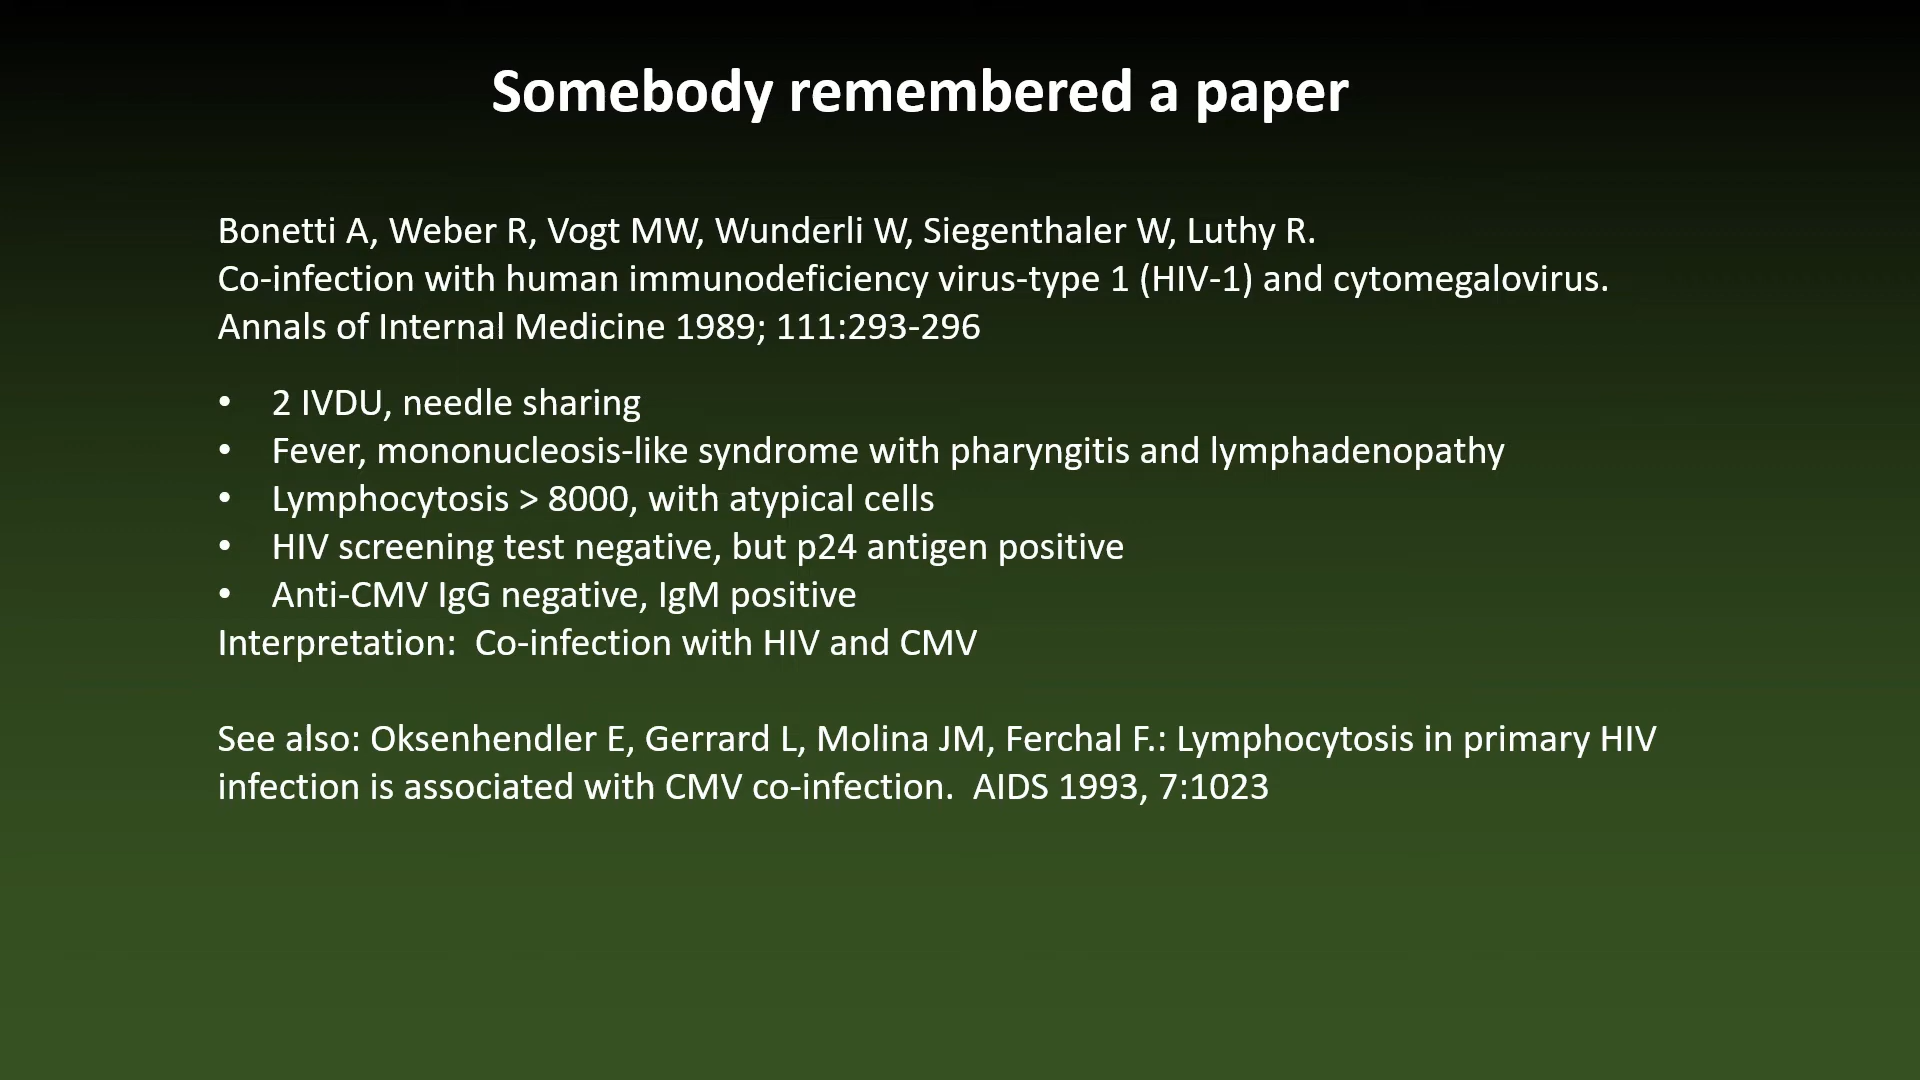 Somebody remembered a paper
Bonetti A, Weber R, Vogt MW, Wunderli W, Siegenthaler W, Luthy R.
Co-infection with human immunodeficiency virus-type 1 (HIV-1) and cytomegalovirus.
Annals of Internal Medicine 1989; 111:293-296
• 2 IVDU, needle sharing
• Fever, mononucleosis-like syndrome with pharyngitis and lymphadenopathy
• Lymphocytosis > 8000, with atypical cells
• HIV screening test negative, but p24 antigen positive
• Anti-CMV IgG negative, IgM positive
Interpretation:  Co-infection with HIV and CMV
See also: Oksenhendler E, Gerrard L, Molina JM, Ferchal F.: Lymphocytosis in primary HIV
infection is associated with CMV co-infection.  AIDS 1993, 7:1023